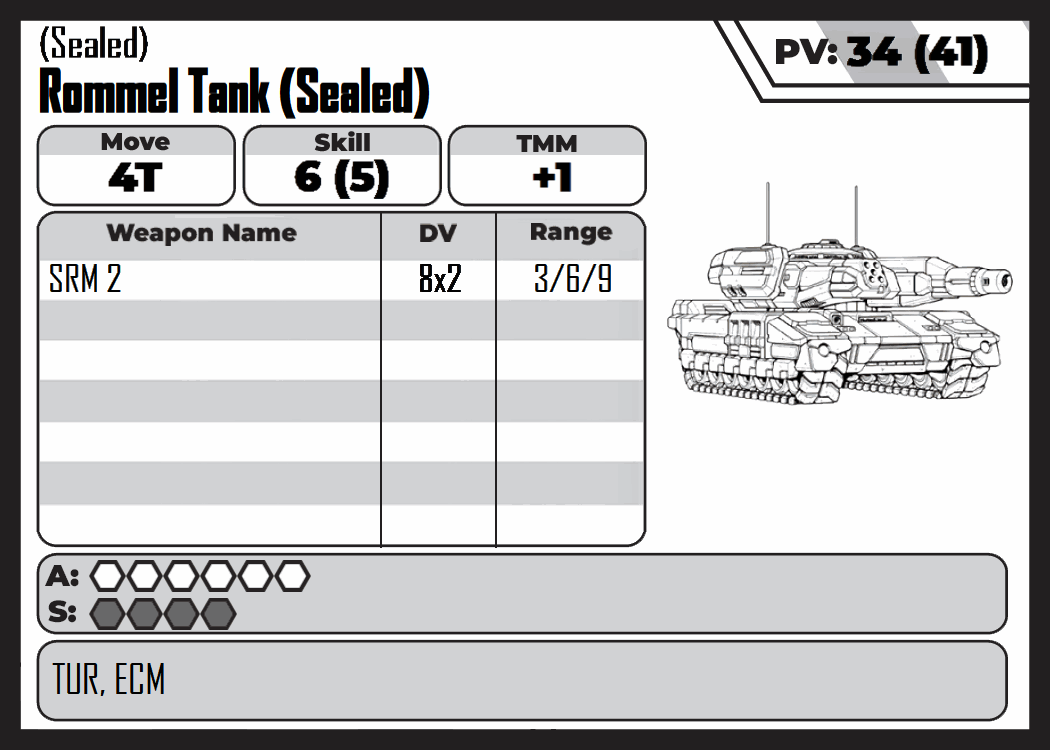 (Sealed)
Rommel Tank (Sealed)
PV: 34 (41)
Move Skill TMM
4T 6 (5) +1
Weapon Name DV Range
SRM 2 8x2 3/6/9
A:
S:
TUR, ECM